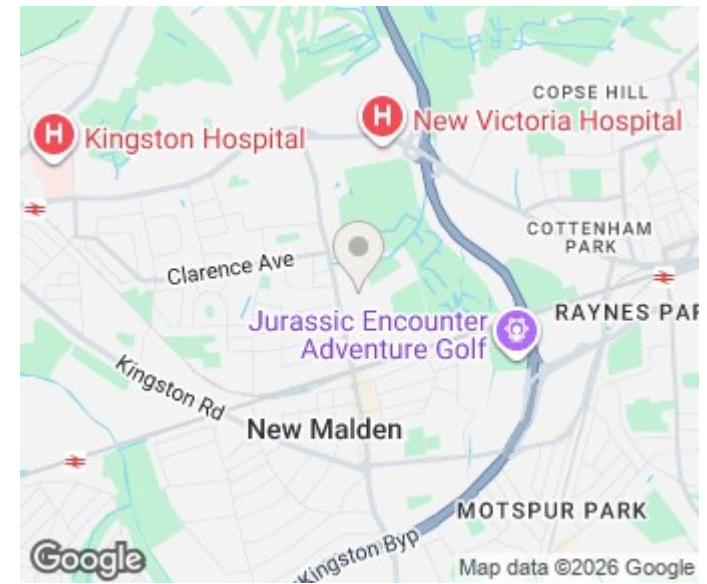 COPSE HILL
H
New Victoria Hospital
H
Kingston Hospital
COTTENHAM
PARK
Clarence Ave
Jurassic Encounter
Adventure Golf
RAYNES PAR
Kingston Rd
New Malden
MOTSPUR PARK
Kingston Byp
Google
Map data ©2026 Google